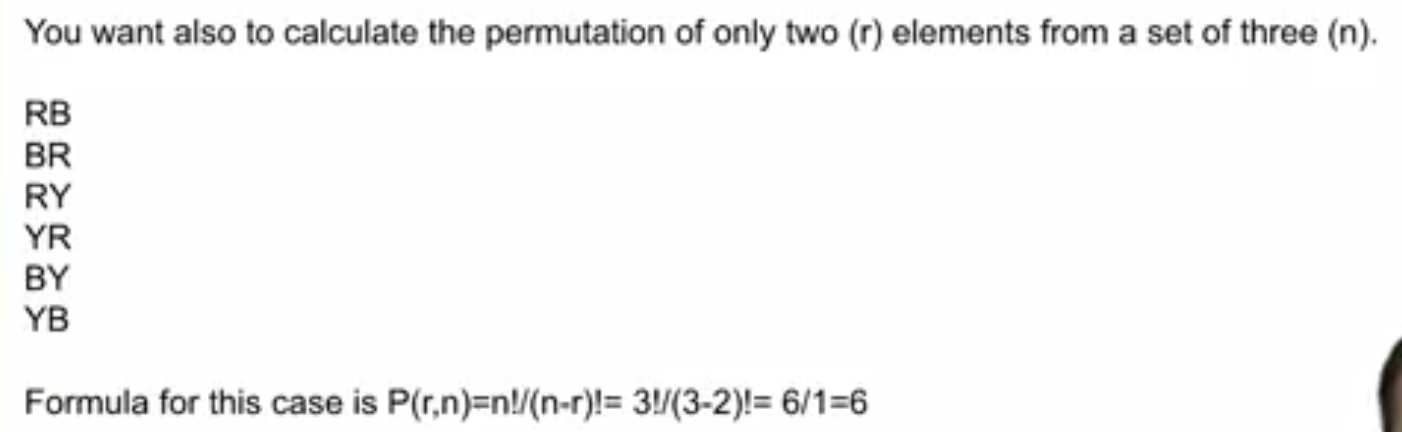 You want also to calculate the permutation of only two (r) elements from a set of three (n).
RB
BR
RY
YR
BY
YB
Formula for this case is P(r,n)=n!/(n-r)!= 3!/(3-2)!= 6/1=6